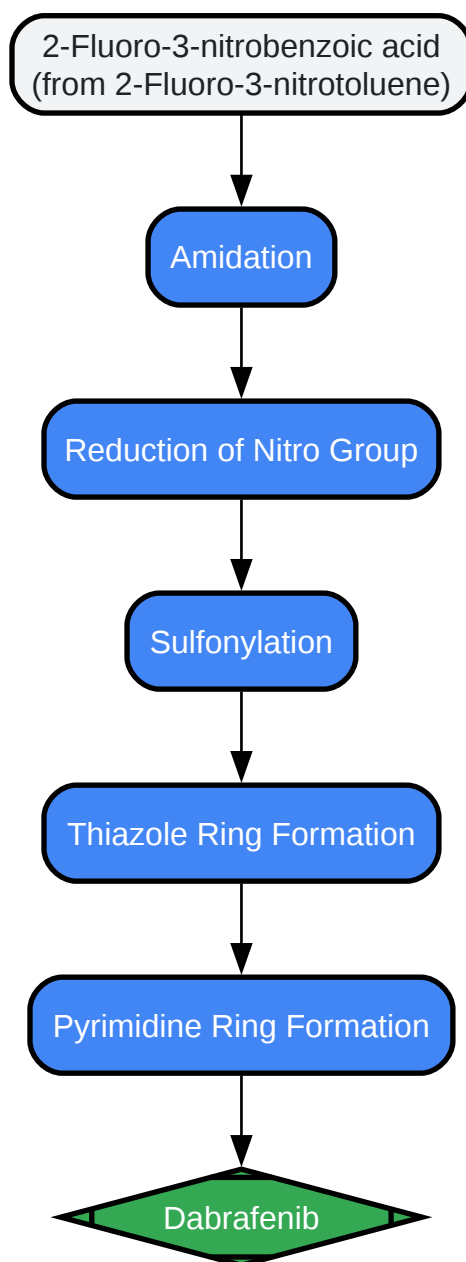 2-Fluoro-3-nitrobenzoic acid
(from 2-Fluoro-3-nitrotoluene)
Amidation
Reduction of Nitro Group
Sulfonylation
Thiazole Ring Formation
Pyrimidine Ring Formation
Dabrafenib